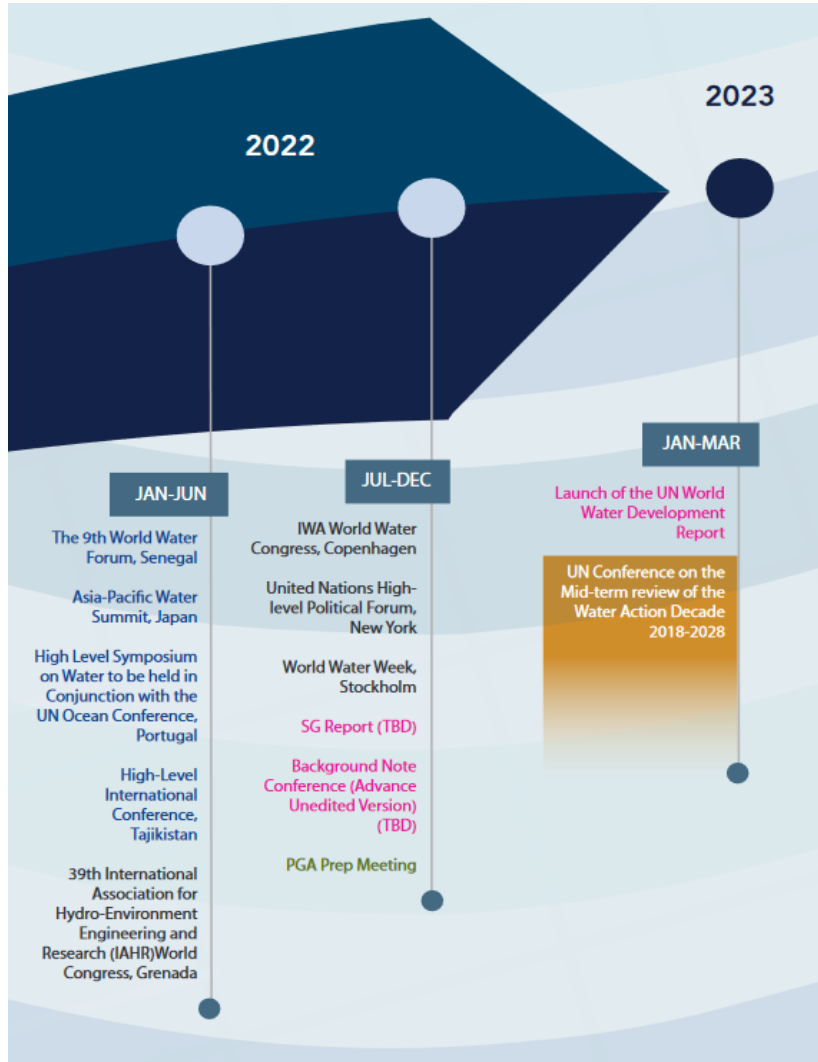 2022
2023
JAN-JUN
The 9th World Water
Forum, Senegal
Asia-Pacific Water
Summit, Japan
High Level Symposium
on Water to be held in
Conjunction with the
UN Ocean Conference,
Portugal
High-Level
International
Conference,
Tajikistan
39th International
Association for
Hydro-Environment
Engineering and
Research (IAHR)World
Congress, Grenada
JUL-DEC
IWA World Water
Congress, Copenhagen
United Nations High-
level Political Forum,
New York
World Water Week,
Stockholm
SG Report (TBD)
Background Note
Conference (Advance
Unedited Version)
(TBD)
PGA Prep Meeting
JAN-MAR
Launch of the UN World
Water Development
Report
UN Conference on the
Mid-term review of the
Water Action Decade
2018-2028